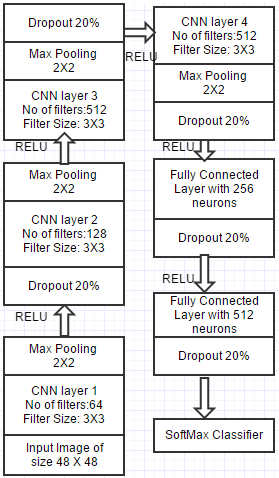 Dropout 20%
Max Pooling
2X2
CNN layer 3
No of filters:512
Filter Size: 3X3
RELU
Max Pooling
2X2
CNN layer 2
No of filters:128
Filter Size: 3X3
Dropout 20%
RELU
Max Pooling
2X2
CNN layer 1
No of filters:64
Filter Size: 3X3
Input Image of
size 48 X 48
RELU
CNN layer 4
No of filters:512
Filter Size: 3X3
Max Pooling
2X2
Dropout 20%
RELU
Fully Connected
Layer with 256
neurons
Dropout 20%
RELU
Fully Connected
Layer with 512
neurons
Dropout 20%
SoftMax Classifier